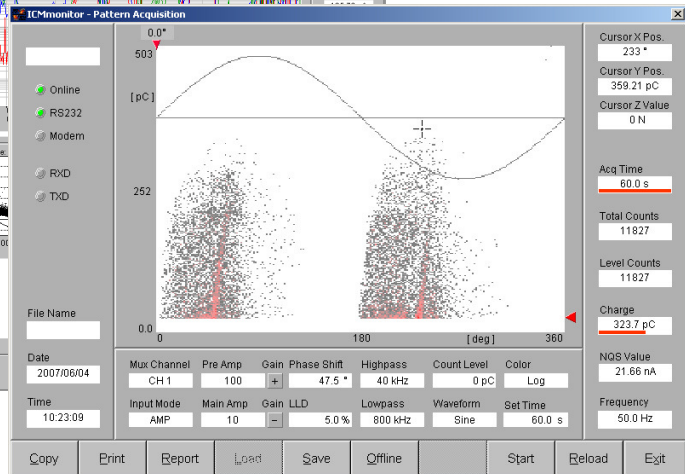 ICMmonitor - Pattern Acquisition
0.0°
503
[pC]
252
0.0
0
180
[deg]
360
Online
RS232
Modem
RXD
TXD
File Name
Date
2007/06/04
Time
10:23:09
Cursor X Pos.
233 °
Cursor Y Pos.
359.21 pC
Cursor Z Value
0 N
Acq Time
60.0 s
Total Counts
11827
Level Counts
11827
Charge
323.7 pC
NQS Value
21.66 nA
Frequency
50.0 Hz
Mux Channel Pre Amp Gain Phase Shift Highpass Count Level Color
CH 1 100 + 47.5 ° 40 kHz 0 pC Log
Input Mode Main Amp Gain LLD Lowpass Waveform Set Time
AMP 10 − 5.0 % 800 kHz Sine 60.0 s
Copy Print Report Load Save Offline Start Reload Exit